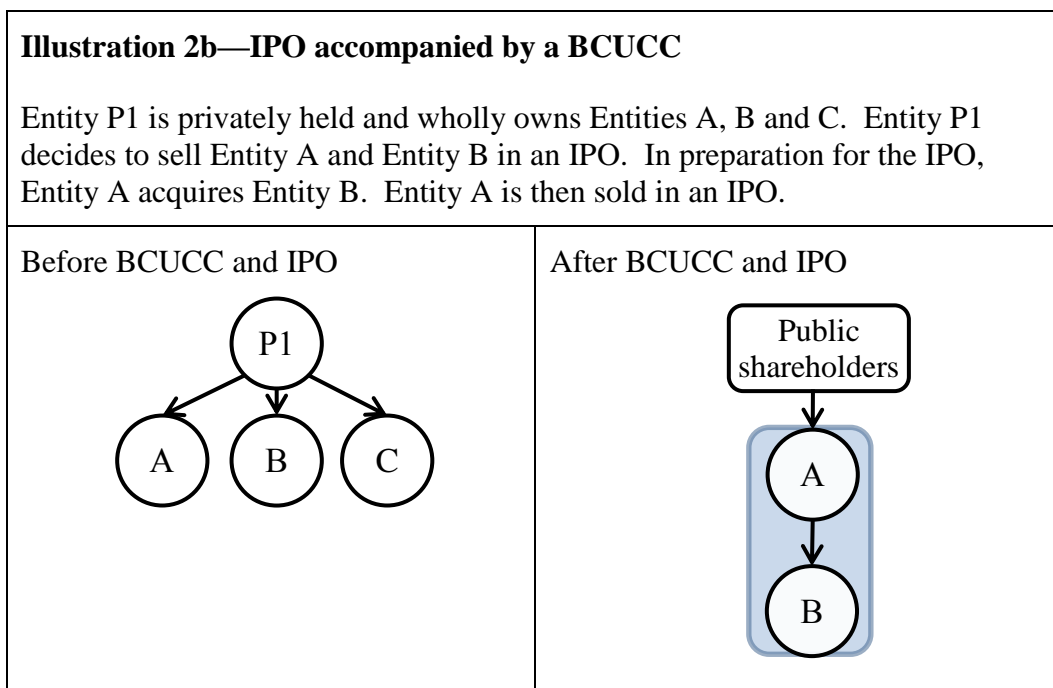 Illustration 2b—IPO accompanied by a BCUCC
Entity P1 is privately held and wholly owns Entities A, B and C.  Entity P1
decides to sell Entity A and Entity B in an IPO.  In preparation for the IPO,
Entity A acquires Entity B.  Entity A is then sold in an IPO.
Before BCUCC and IPO
P1
A
B
C
After BCUCC and IPO
Public
shareholders
A
B